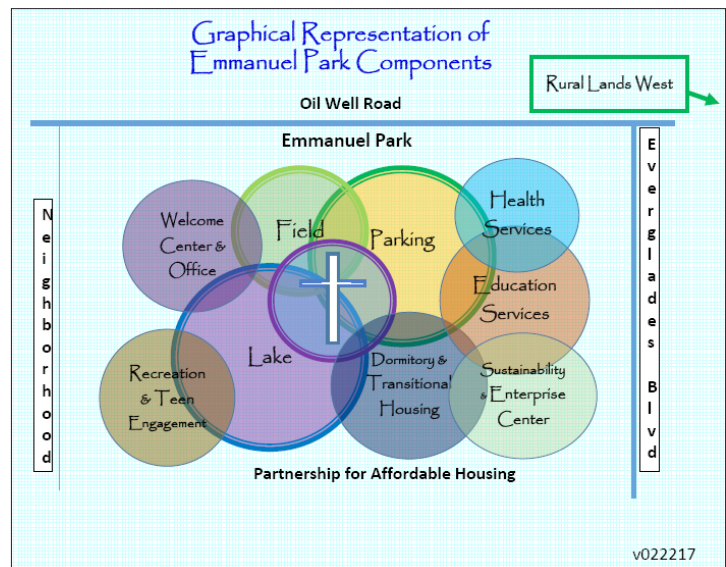 Graphical Representation of
Emmanuel Park Components
Rural Lands West
Oil Well Road
Emmanuel Park
Neighborhood
Everglades Blvd
Welcome
Center &
Office
Field
Parking
Health
Services
Education
Services
Lake
Recreation
& Teen
Engagement
Dormitory &
Transitional
Housing
Sustainability
& Enterprise
Center
Partnership for Affordable Housing
v022217